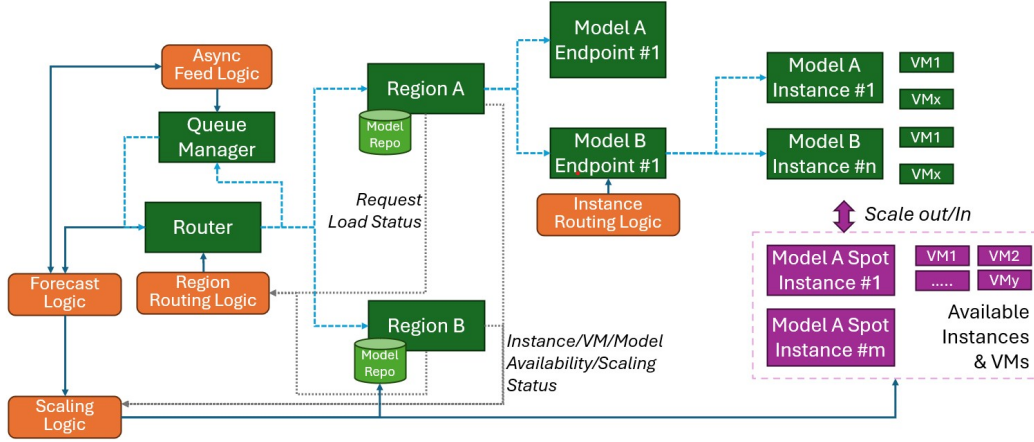 Async
Feed Logic
Queue
Manager
Router
Forecast
Logic
Region
Routing Logic
Scaling
Logic
Region A
Model
Repo
Request
Load Status
Region B
Model
Repo
Instance/VM/Model
Availability/Scaling
Status
Model A
Endpoint #1
Model B
Endpoint #1
Instance
Routing Logic
Model A
Instance #1
VM1
VMx
Model B
Instance #n
VM1
VMx
Scale out/In
Model A Spot
Instance #1
VM1
VM2
.....
VMy
Model A Spot
Instance #m
Available
Instances
& VMs